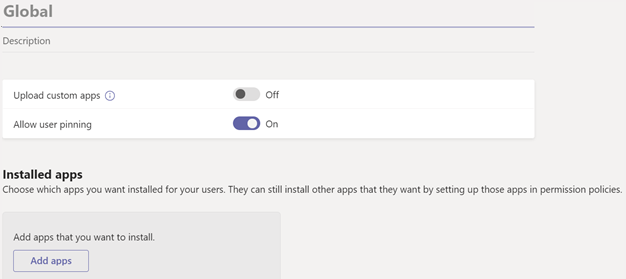 Global
Description
Upload custom apps Off
Allow user pinning On
Installed apps
Choose which apps you want installed for your users. They can still install other apps that they want by setting up those apps in permission policies.
Add apps that you want to install.
Add apps